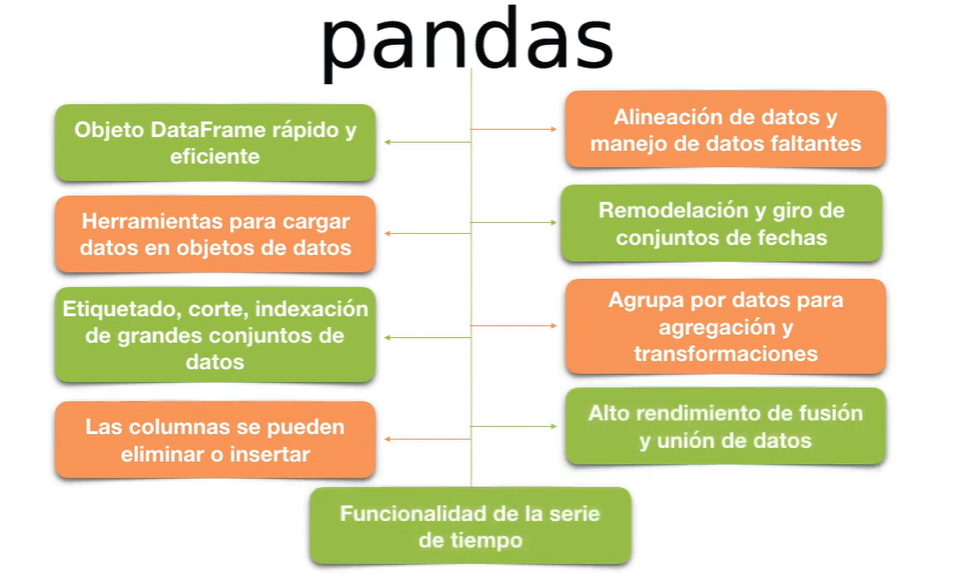 pandas
Objeto DataFrame rápido y
eficiente
Herramientas para cargar
datos en objetos de datos
Etiquetado, corte, indexación
de grandes conjuntos de
datos
Las columnas se pueden
eliminar o insertar
Alineación de datos y
manejo de datos faltantes
Remodelación y giro de
conjuntos de fechas
Agrupa por datos para
agregación y
transformaciones
Alto rendimiento de fusión
y unión de datos
Funcionalidad de la serie
de tiempo